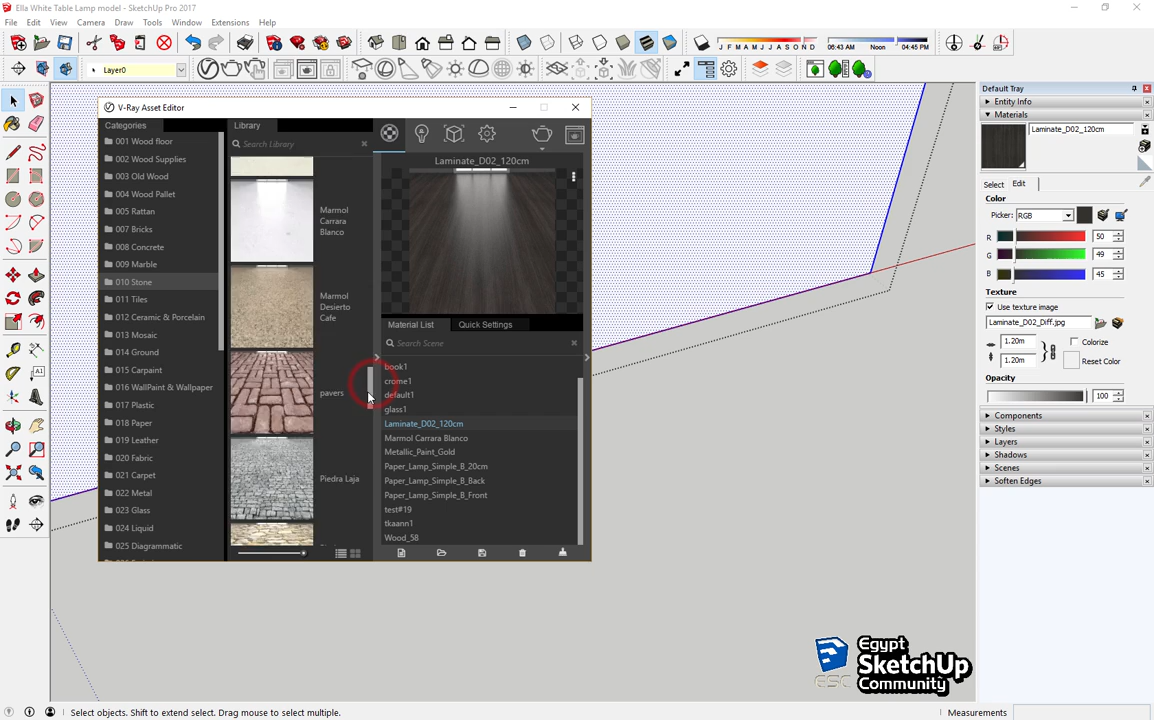 Ella White Table Lamp model - SketchUp Pro 2017
File Edit View Camera Draw Tools Window Extensions Help
J F M A M J J A S O N D 06:43 AM Noon 04:45 PM
Layer0
V-Ray Asset Editor
Categories
001 Wood floor
002 Wood Supplies
003 Old Wood
004 Wood Pallet
005 Rattan
007 Bricks
008 Concrete
009 Marble
010 Stone
011 Tiles
012 Ceramic & Porcelain
013 Mosaic
014 Ground
015 Carpaint
016 WallPaint & Wallpaper
017 Plastic
018 Paper
019 Leather
020 Fabric
021 Carpet
022 Metal
023 Glass
024 Liquid
025 Diagrammatic
Library
Search Library
Marmol
Carrara
Blanco
Marmol
Desierto
Cafe
pavers
Piedra Laja
Laminate_D02_120cm
Material List Quick Settings
Search Scene
book1
crome1
default1
glass1
Laminate_D02_120cm
Marmol Carrara Blanco
Metallic_Paint_Gold
Paper_Lamp_Simple_B_20cm
Paper_Lamp_Simple_B_Back
Paper_Lamp_Simple_B_Front
test#19
tkaann1
Wood_58
Default Tray
Entity Info
Materials
Laminate_D02_120cm
Select Edit
Color
Picker: RGB
R 50
G 49
B 45
Texture
Use texture image
Laminate_D02_Diff.jpg
1.20m Colorize
1.20m Reset Color
Opacity
100
Components
Styles
Layers
Shadows
Scenes
Soften Edges
Egypt
SketchUp
Community
ESC
Select objects. Shift to extend select. Drag mouse to select multiple.
Measurements